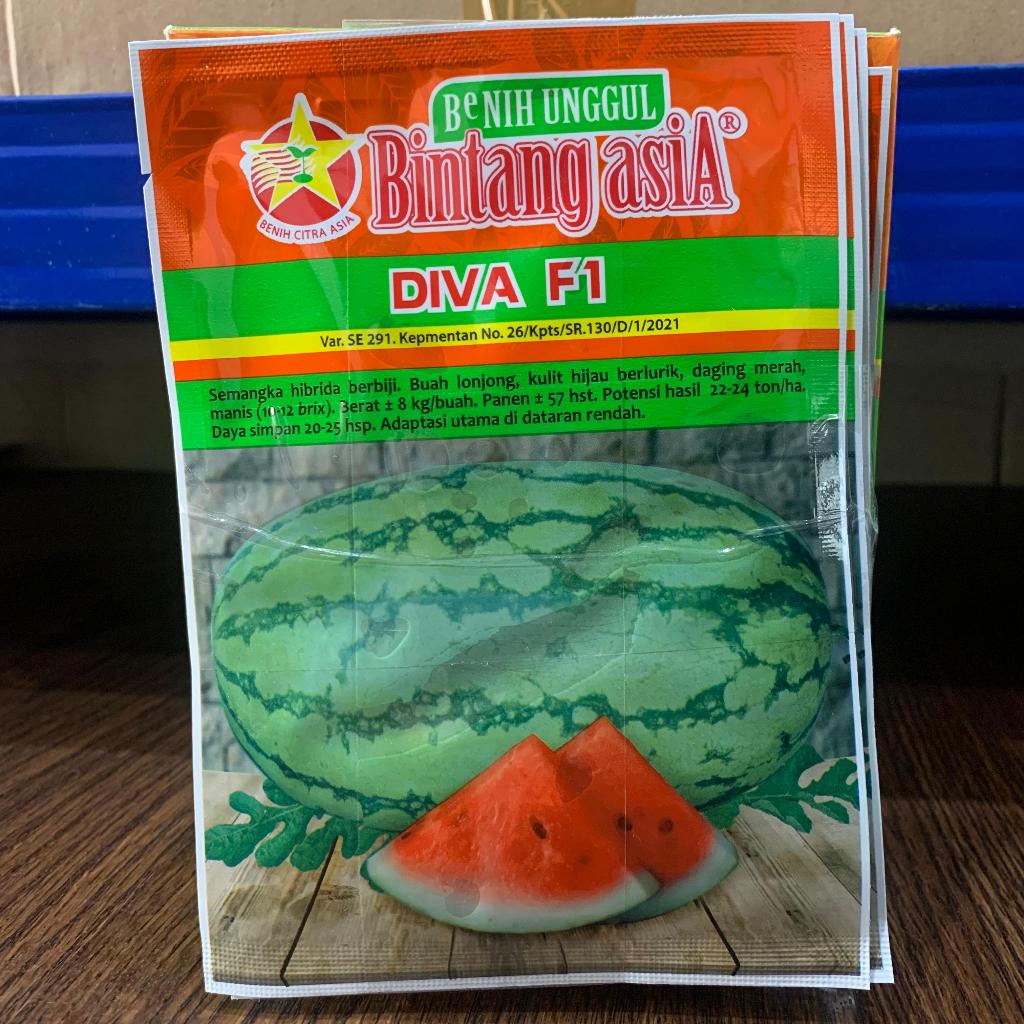 BeNIH UNGGUL
Bintang asiA®
BENIH CITRA ASIA
DIVA F1
Var. SE 291. Kepmentan No. 26/Kpts/SR.130/D/1/2021
Semangka hibrida berbiji. Buah lonjong, kulit hijau berlurik, daging merah,
manis (10-12 brix). Berat ± 8 kg/buah. Panen ± 57 hst. Potensi hasil 22-24 ton/ha.
Daya simpan 20-25 hsp. Adaptasi utama di dataran rendah.